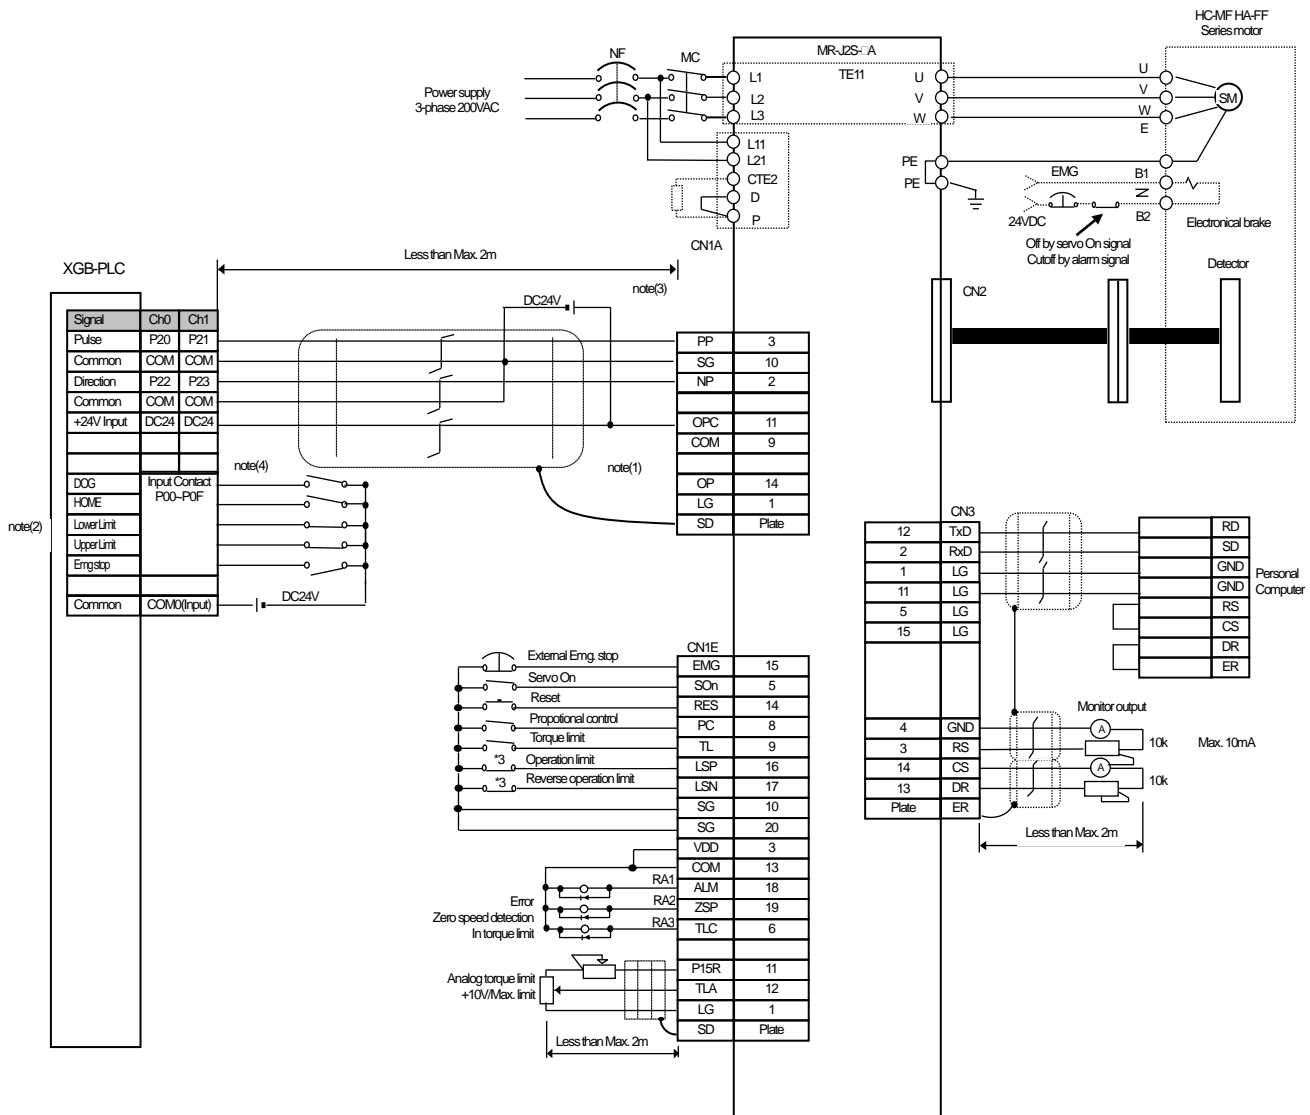 HC-MF HA-FF
Series motor
NF
MC
MR-J2S-□A
TE11
Power supply
3-phase 200VAC
L1
L2
L3
U
V
W
U
V
W
E
SM
L11
L21
CTE2
D
P
PE
PE
EMG
24VDC
B1
Z
B2
Electronical brake
Off by servo On signal
Cutoff by alarm signal
CN1A
Less than Max. 2m
note(3)
XGB-PLC
CN2
Detector
DC24V
Signal Ch0 Ch1
Pulse P20 P21
Common COM COM
Direction P22 P23
Common COM COM
+24V Input DC24 DC24
DOG Input Contact
P00~P0F
HOME
Lower Limit
Upper Limit
Emg stop
Common COM0(Input)
note(4)
note(1)
note(2)
DC24V
PP 3
SG 10
NP 2
OPC 11
COM 9
OP 14
LG 1
SD Plate
CN3
12 TxD
2 RxD
1 LG
11 LG
5 LG
15 LG
4 GND
3 RS
14 CS
13 DR
Plate ER
RD
SD
GND
GND
RS
CS
DR
ER
Personal
Computer
Monitor output
A
10k
Max. 10mA
A
10k
Less than Max. 2m
CN1E
External Emg. stop
Servo On
Reset
Propotional control
Torque limit
*3 Operation limit
*3 Reverse operation limit
EMG 15
SOn 5
RES 14
PC 8
TL 9
LSP 16
LSN 17
SG 10
SG 20
VDD 3
COM 13
ALM 18
ZSP 19
TLC 6
P15R 11
TLA 12
LG 1
SD Plate
RA1
RA2
RA3
Error
Zero speed detection
In torque limit
Analog torque limit
+10V/Max. limit
Less than Max. 2m